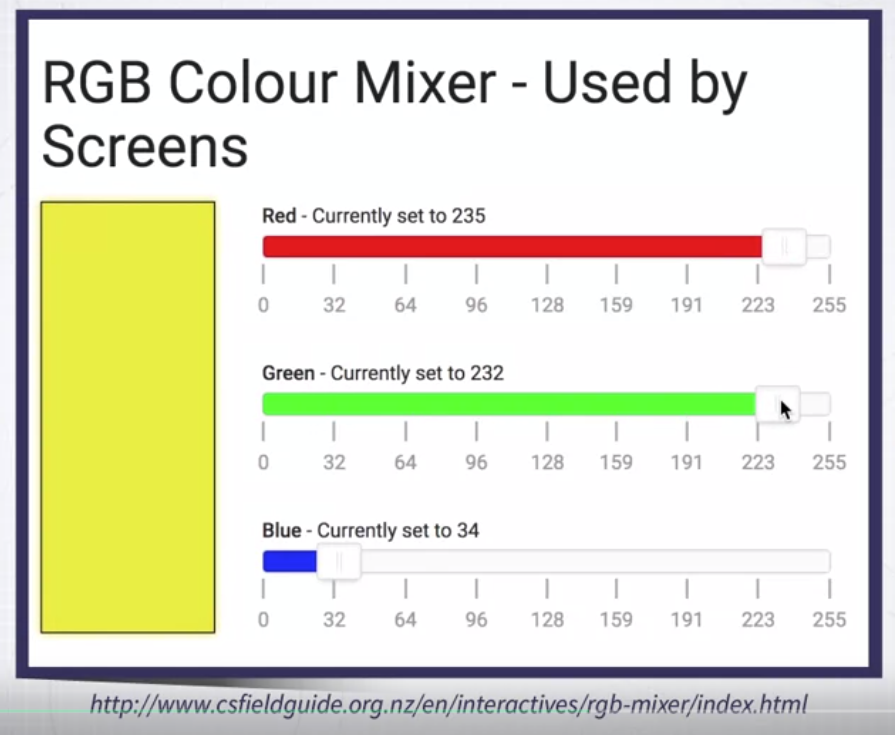 RGB Colour Mixer - Used by
Screens
Red - Currently set to 235
0 32 64 96 128 159 191 223 255
Green - Currently set to 232
0 32 64 96 128 159 191 223 255
Blue - Currently set to 34
0 32 64 96 128 159 191 223 255
http://www.csfieldguide.org.nz/en/interactives/rgb-mixer/index.html